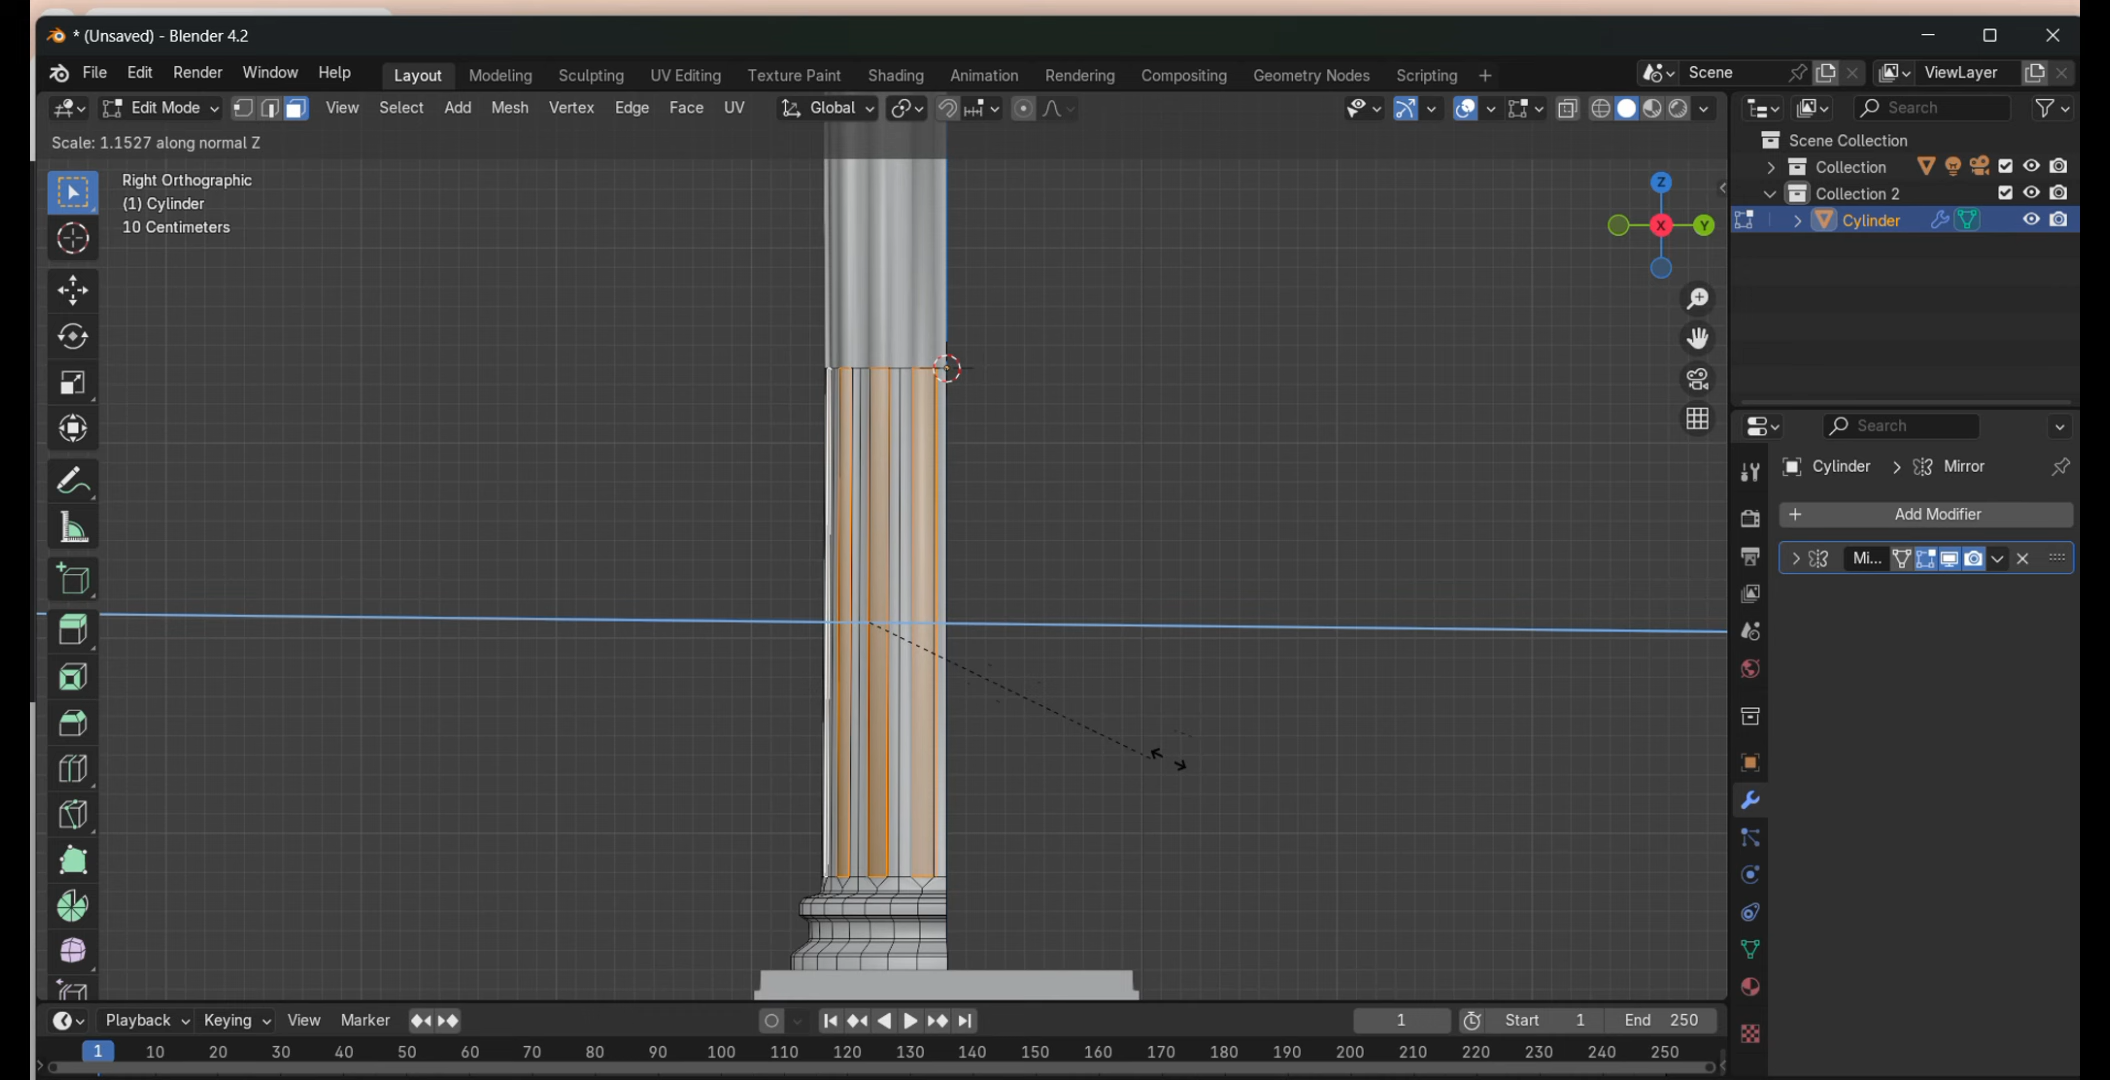 * (Unsaved) - Blender 4.2
File Edit Render Window Help Layout Modeling Sculpting UV Editing Texture Paint Shading Animation Rendering Compositing Geometry Nodes Scripting + Scene ViewLayer
Edit Mode View Select Add Mesh Vertex Edge Face UV Global Search
Scale: 1.1527 along normal Z
Scene Collection
Right Orthographic
(1) Cylinder
10 Centimeters
Collection
Collection 2
Cylinder
Z
X
Y
Search
Cylinder > Mirror
+ Add Modifier
Mi...
Playback Keying View Marker 1 Start 1 End 250
1 10 20 30 40 50 60 70 80 90 100 110 120 130 140 150 160 170 180 190 200 210 220 230 240 250